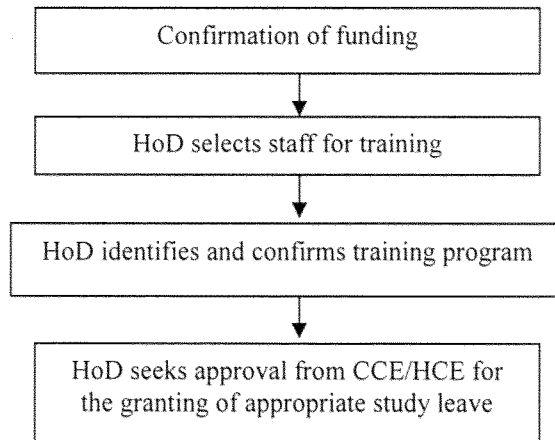 Confirmation of funding
HoD selects staff for training
HoD identifies and confirms training program
HoD seeks approval from CCE/HCE for
the granting of appropriate study leave